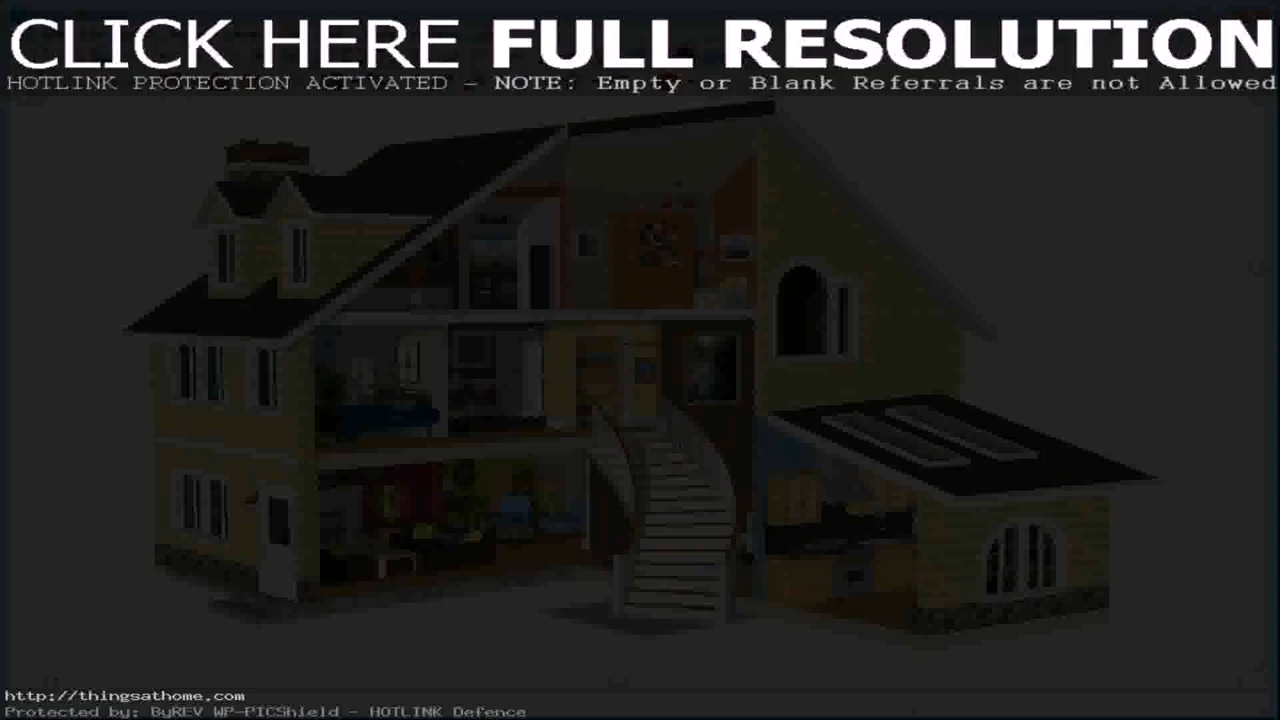 CLICK HERE FULL RESOLUTION
HOTLINK PROTECTION ACTIVATED - NOTE: Empty or Blank Referrals are not Allowed
http://thingsathome.com
Protected by: ByREV WP-PICShield - HOTLINK Defence